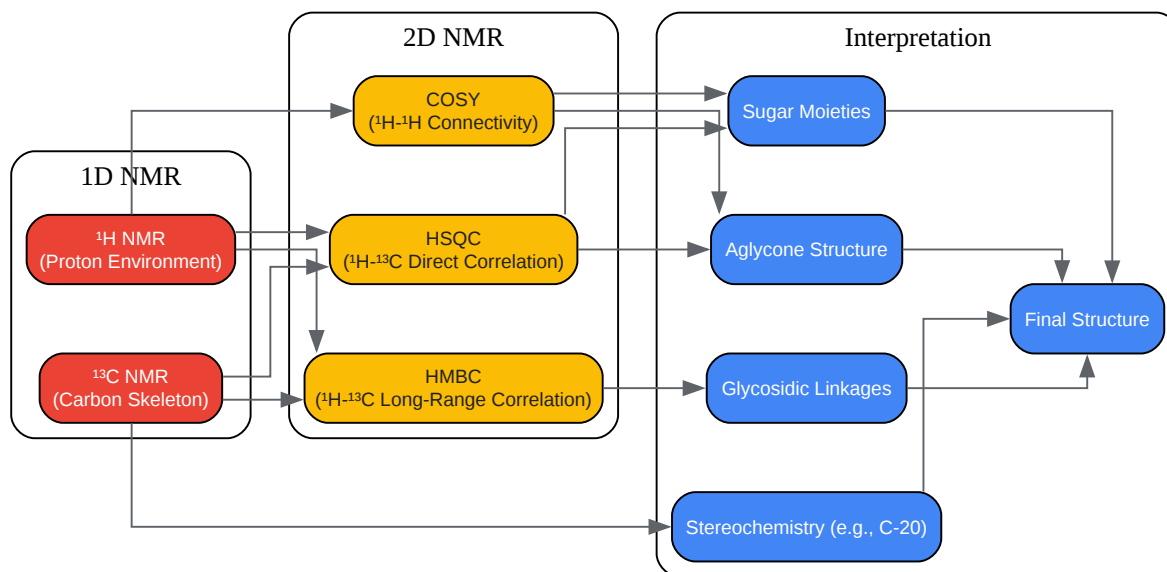 1D NMR
¹H NMR
(Proton Environment)
¹³C NMR
(Carbon Skeleton)
2D NMR
COSY
(¹H-¹H Connectivity)
HSQC
(¹H-¹³C Direct Correlation)
HMBC
(¹H-¹³C Long-Range Correlation)
Interpretation
Sugar Moieties
Aglycone Structure
Glycosidic Linkages
Stereochemistry (e.g., C-20)
Final Structure